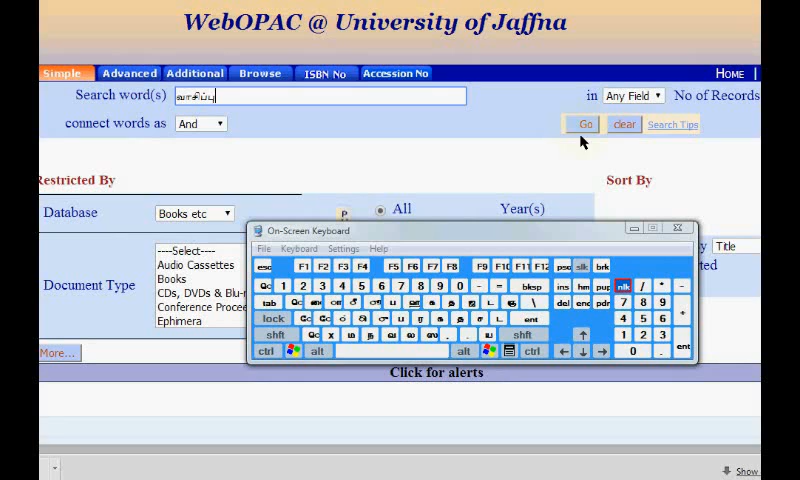 WebOPAC @ University of Jaffna
Simple Advanced Additional Browse ISBN No Accession No HOME |
Search word(s) வாசிப்பு in Any Field No of Records
connect words as And Go clear Search Tips
Restricted By Sort By
Database Books etc All Year(s)
On-Screen Keyboard
File Keyboard Settings Help
----Select----
Audio Cassettes
Books
CDs, DVDs & Blu-r
Conference Procee
Ephimera
Document Type
Title
esc F1 F2 F3 F4 F5 F6 F7 F8 F9 F10 F11 F12 psc slk brk
1 2 3 4 5 6 7 8 9 0 - = bksp ins hm pup nlk / * -
tab \ del end pdn 7 8 9 +
lock ent 4 5 6
shft shft 1 2 3 ent
ctrl alt alt ctrl 0 .
More...
Click for alerts
Show